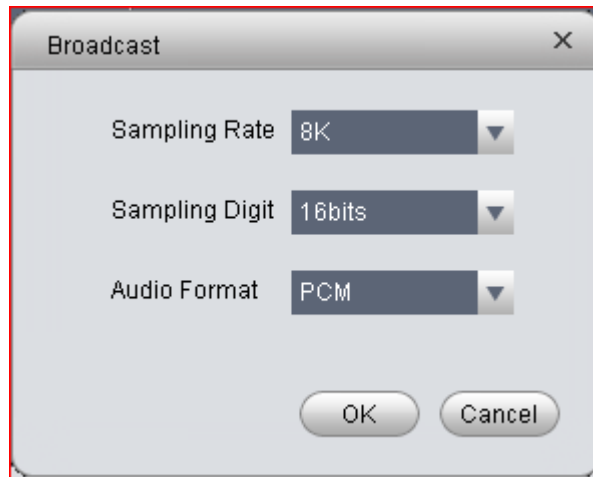 Broadcast
Sampling Rate 8K
Sampling Digit 16bits
Audio Format PCM
OK Cancel